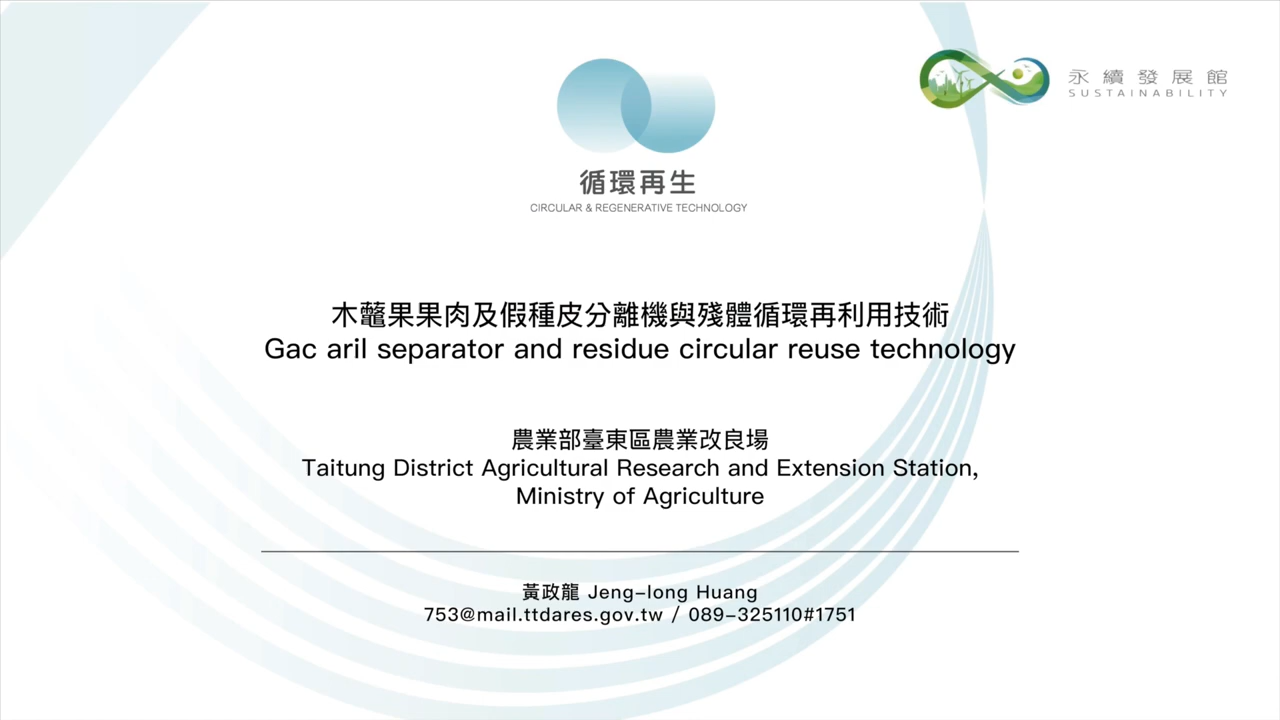 永續發展館
SUSTAINABILITY
循環再生
CIRCULAR & REGENERATIVE TECHNOLOGY
木虌果果肉及假種皮分離機與殘體循環再利用技術
Gac aril separator and residue circular reuse technology
農業部臺東區農業改良場
Taitung District Agricultural Research and Extension Station,
Ministry of Agriculture
黃政龍 Jeng-long Huang
753@mail.ttdares.gov.tw / 089-325110#1751